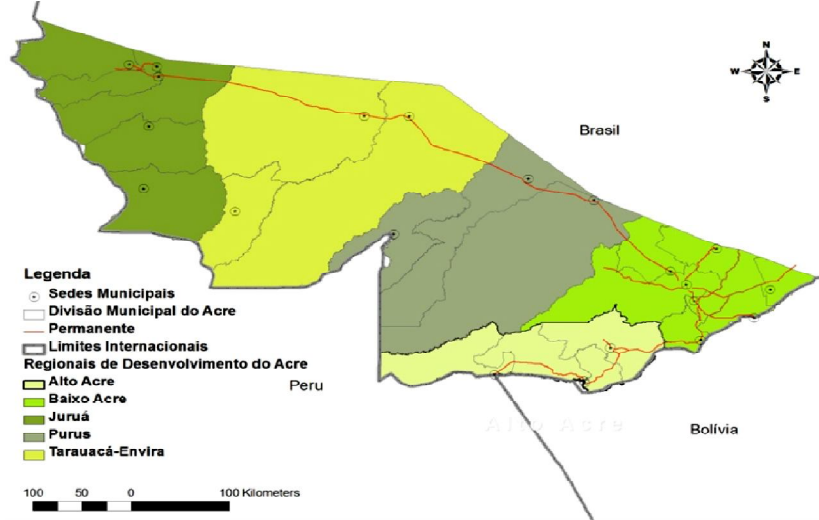 N
W E
S
Brasil
Legenda
Sedes Municipais
Divisão Municipal do Acre
Permanente
Limites Internacionais
Regionais de Desenvolvimento do Acre
Alto Acre
Peru
Baixo Acre
Juruá
Purus
Alto Acre
Bolívia
Tarauacá-Envira
100 50 0 100 Kilometers